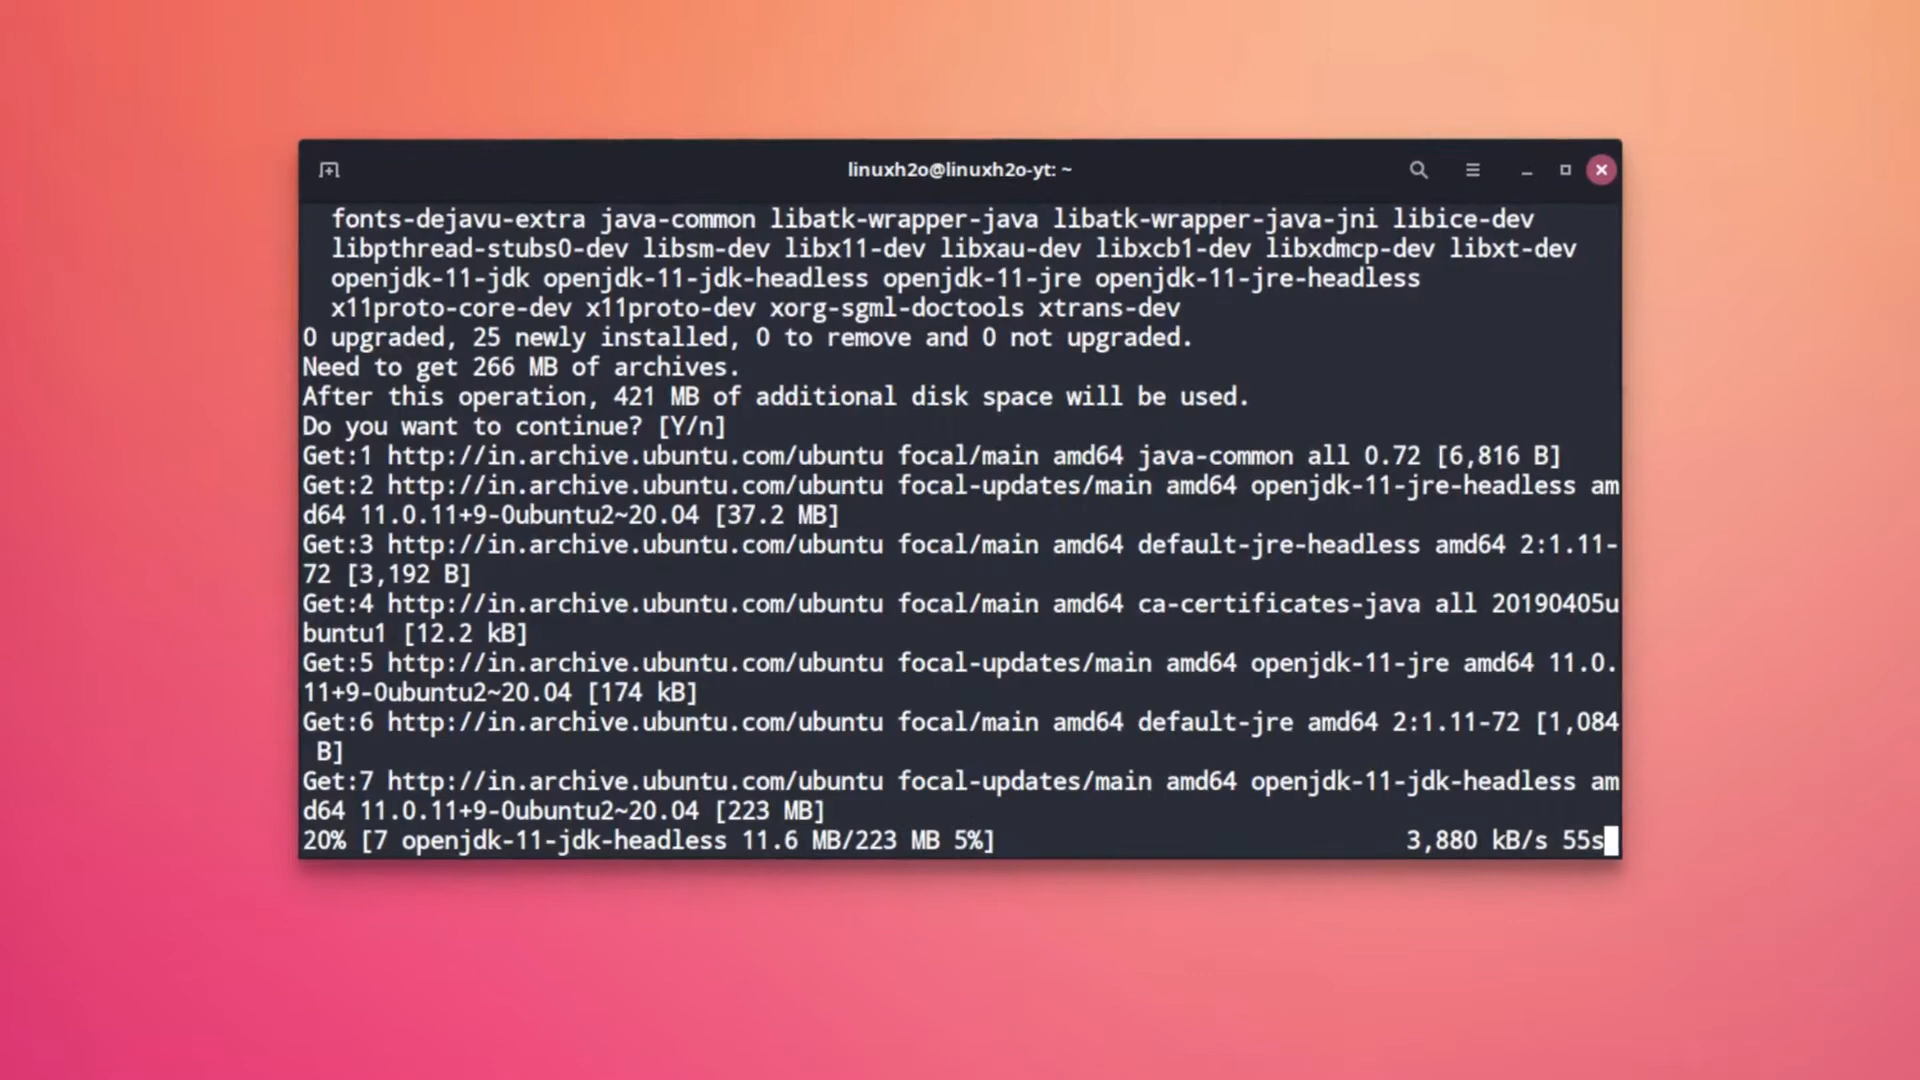 linuxh2o@linuxh2o-yt: ~
fonts-dejavu-extra java-common libatk-wrapper-java libatk-wrapper-java-jni libice-dev
libpthread-stubs0-dev libsm-dev libx11-dev libxau-dev libxcb1-dev libxdmcp-dev libxt-dev
openjdk-11-jdk openjdk-11-jdk-headless openjdk-11-jre openjdk-11-jre-headless
x11proto-core-dev x11proto-dev xorg-sgml-doctools xtrans-dev
0 upgraded, 25 newly installed, 0 to remove and 0 not upgraded.
Need to get 266 MB of archives.
After this operation, 421 MB of additional disk space will be used.
Do you want to continue? [Y/n]
Get:1 http://in.archive.ubuntu.com/ubuntu focal/main amd64 java-common all 0.72 [6,816 B]
Get:2 http://in.archive.ubuntu.com/ubuntu focal-updates/main amd64 openjdk-11-jre-headless am
d64 11.0.11+9-0ubuntu2~20.04 [37.2 MB]
Get:3 http://in.archive.ubuntu.com/ubuntu focal/main amd64 default-jre-headless amd64 2:1.11-
72 [3,192 B]
Get:4 http://in.archive.ubuntu.com/ubuntu focal/main amd64 ca-certificates-java all 20190405u
buntu1 [12.2 kB]
Get:5 http://in.archive.ubuntu.com/ubuntu focal-updates/main amd64 openjdk-11-jre amd64 11.0.
11+9-0ubuntu2~20.04 [174 kB]
Get:6 http://in.archive.ubuntu.com/ubuntu focal/main amd64 default-jre amd64 2:1.11-72 [1,084
B]
Get:7 http://in.archive.ubuntu.com/ubuntu focal-updates/main amd64 openjdk-11-jdk-headless am
d64 11.0.11+9-0ubuntu2~20.04 [223 MB]
20% [7 openjdk-11-jdk-headless 11.6 MB/223 MB 5%] 3,880 kB/s 55s